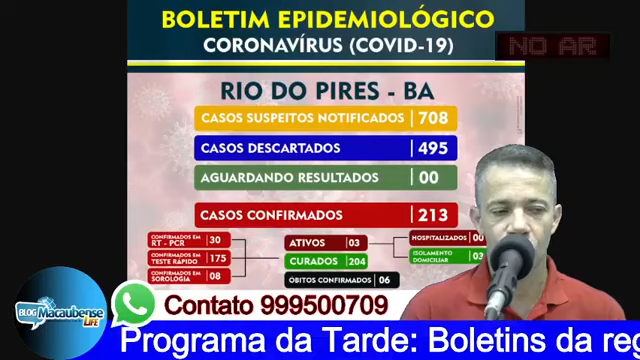 BOLETIM EPIDEMIOLÓGICO
CORONAVÍRUS (COVID-19)
NO AR
RIO DO PIRES - BA
CASOS SUSPEITOS NOTIFICADOS 708
CASOS DESCARTADOS 495
AGUARDANDO RESULTADOS 00
CASOS CONFIRMADOS 213
CONFIRMADOS EM RT - PCR 30
CONFIRMADOS EM TESTE RÁPIDO 175
CONFIRMADOS EM SOROLOGIA 08
ATIVOS 03
CURADOS 204
ÓBITOS CONFIRMADOS 06
HOSPITALIZADOS 00
ISOLAMENTO DOMICILIAR 03
BLOG Macaubense LIFE
Contato 999500709
Programa da Tarde: Boletins da reg